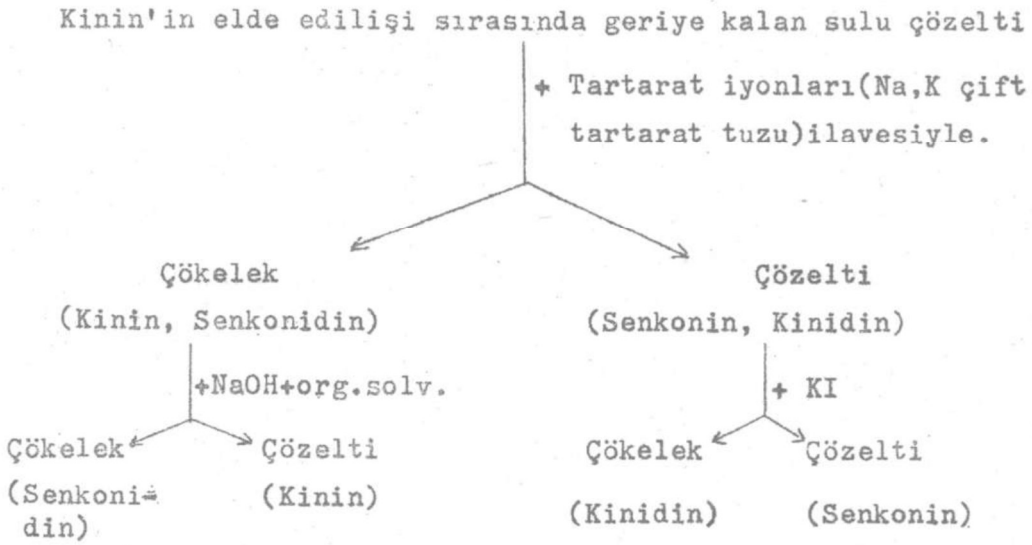 Kinin'in elde edilişi sırasında geriye kalan sulu çözelti
+ Tartarat iyonları(Na,K çift
tartarat tuzu)ilavesiyle.
Çökelek
(Kinin, Senkonidin)
+NaOH+org.solv.
Çökelek
(Senkoni-
din)
Çözelti
(Kinin)
Çözelti
(Senkonin, Kinidin)
+ KI
Çökelek
(Kinidin)
Çözelti
(Senkonin)